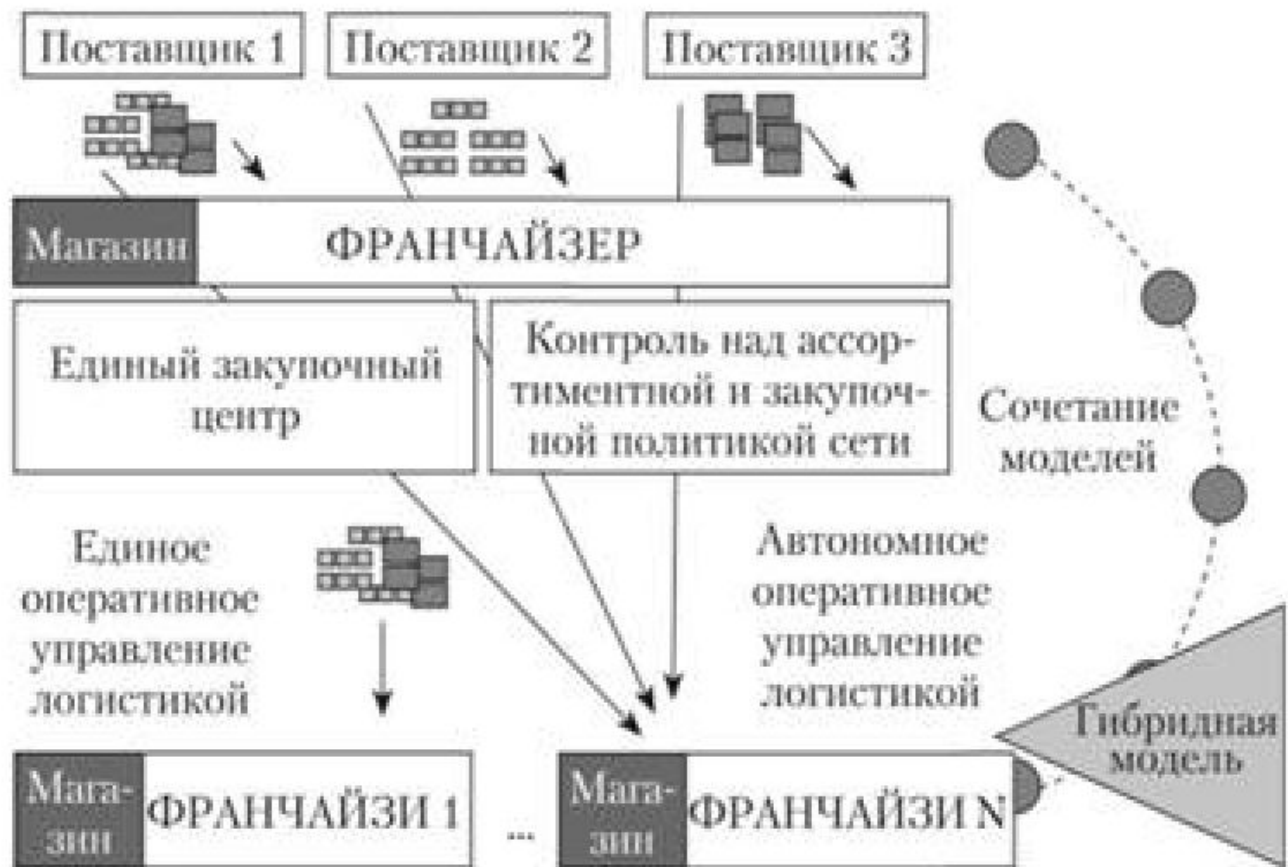 Поставщик 1
Поставщик 2
Поставщик 3
Магазин
ФРАНЧАЙЗЕР
Единый закупочный
центр
Контроль над ассор-
тиментной и закупоч-
ной политикой сети
Сочетание
моделей
Единое
оперативное
управление
логистикой
Автономное
оперативное
управление
логистикой
Гибридная
модель
Мага-
зин
ФРАНЧАЙЗИ 1
...
Мага-
зин
ФРАНЧАЙЗИ N